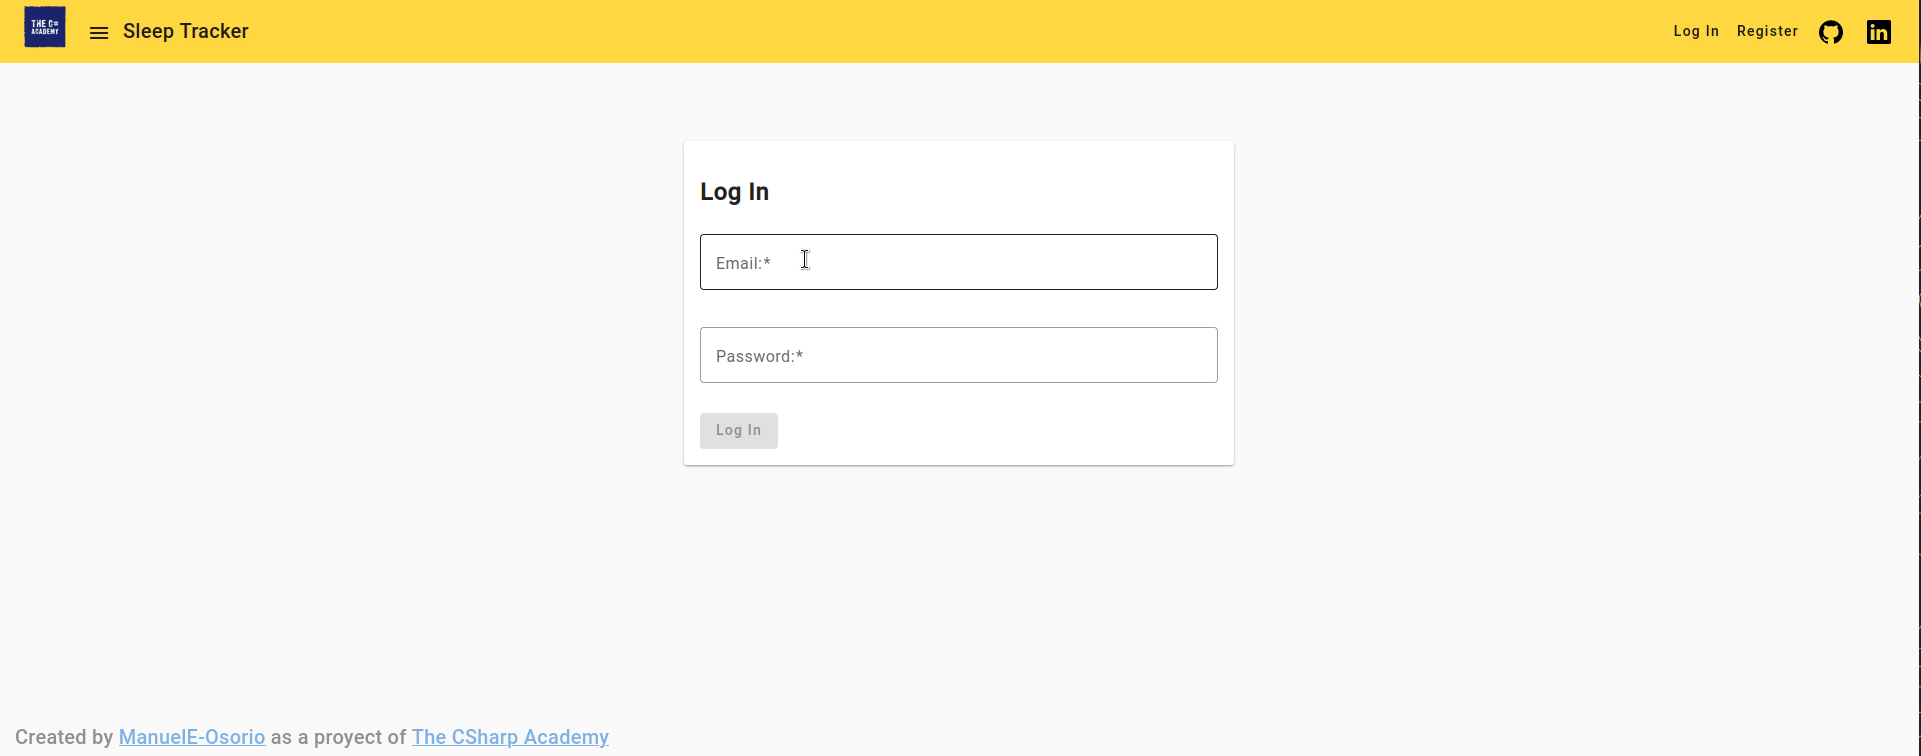 THE C#
ACADEMY
Sleep Tracker
Log In Register
in
Log In
Email:*
Password:*
Log In
Created by ManuelE-Osorio as a proyect of The CSharp Academy